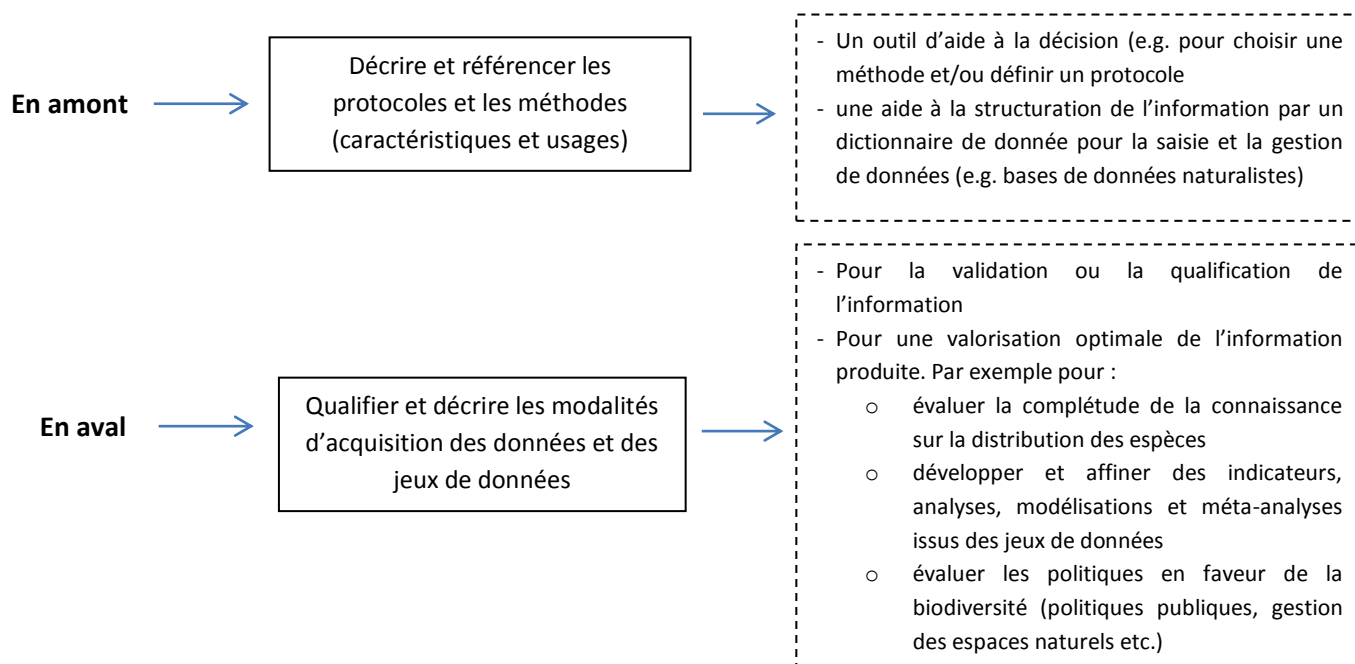 En amont
Décrire et référencer les
protocoles et les méthodes
(caractéristiques et usages)
- Un outil d’aide à la décision (e.g. pour choisir une
méthode et/ou définir un protocole
- une aide à la structuration de l’information par un
dictionnaire de donnée pour la saisie et la gestion
de données (e.g. bases de données naturalistes)
En aval
Qualifier et décrire les modalités
d’acquisition des données et des
jeux de données
- Pour la validation ou la qualification de
l’information
- Pour une valorisation optimale de l’information
produite. Par exemple pour :
o évaluer la complétude de la connaissance
sur la distribution des espèces
o développer et affiner des indicateurs,
analyses, modélisations et méta-analyses
issus des jeux de données
o évaluer les politiques en faveur de la
biodiversité (politiques publiques, gestion
des espaces naturels etc.)